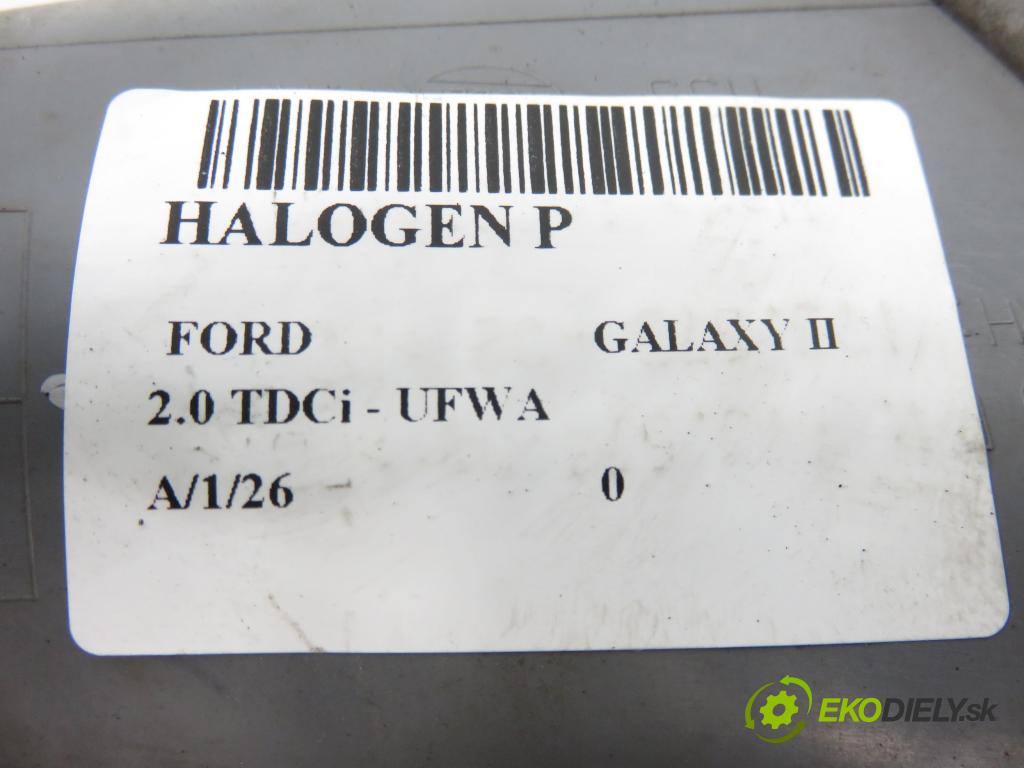 HALOGEN P
FORD GALAXY II
2.0 TDCi - UFWA
A/1/26 0
H
EKODIELY.sk